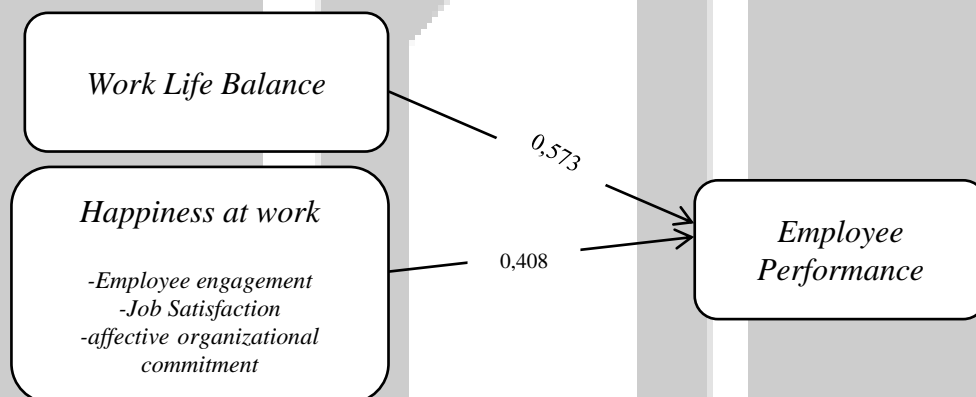 Work Life Balance
0,573
Happiness at work
-Employee engagement
-Job Satisfaction
-affective organizational
commitment
0,408
Employee
Performance